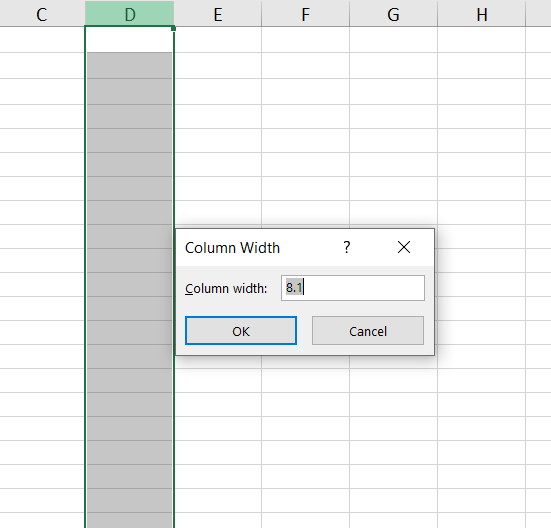 C D E F G H
Column Width ?
Column width: 8.1
OK Cancel